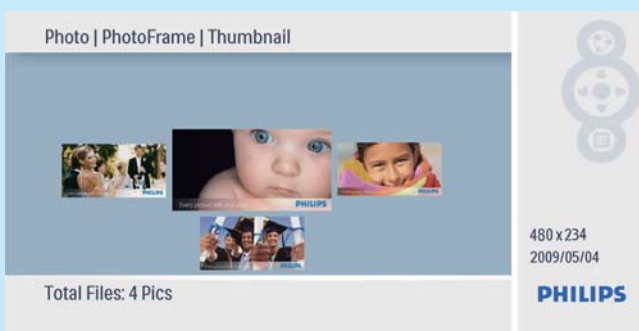 Photo | PhotoFrame | Thumbnail
PHILIPS
PHILIPS
PHILIPS
PHILIPS
480 x 234
2009/05/04
Total Files: 4 Pics
PHILIPS